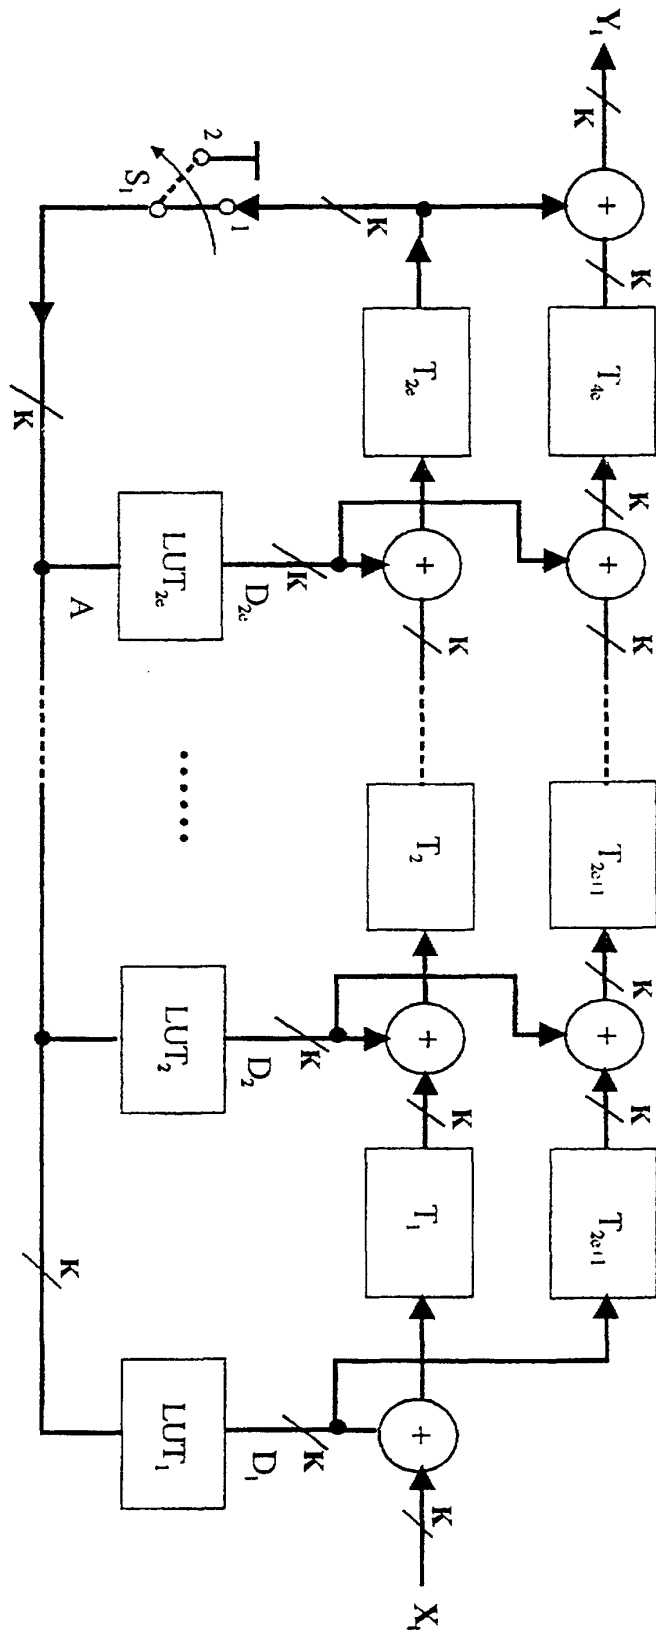 Y₁
K
+
K
T₂ₑ₊₁
K
+
K
T₂ₑ₊₁
K
+
K
T₄ₑ
K
K
T₂ₑ
+
K
T₂
+
K
T₁
+
K
X₁
1
2
S₁
K
D₂ₑ
K
D₂
K
D₁
LUT₂ₑ
......
LUT₂
LUT₁
K
A
K